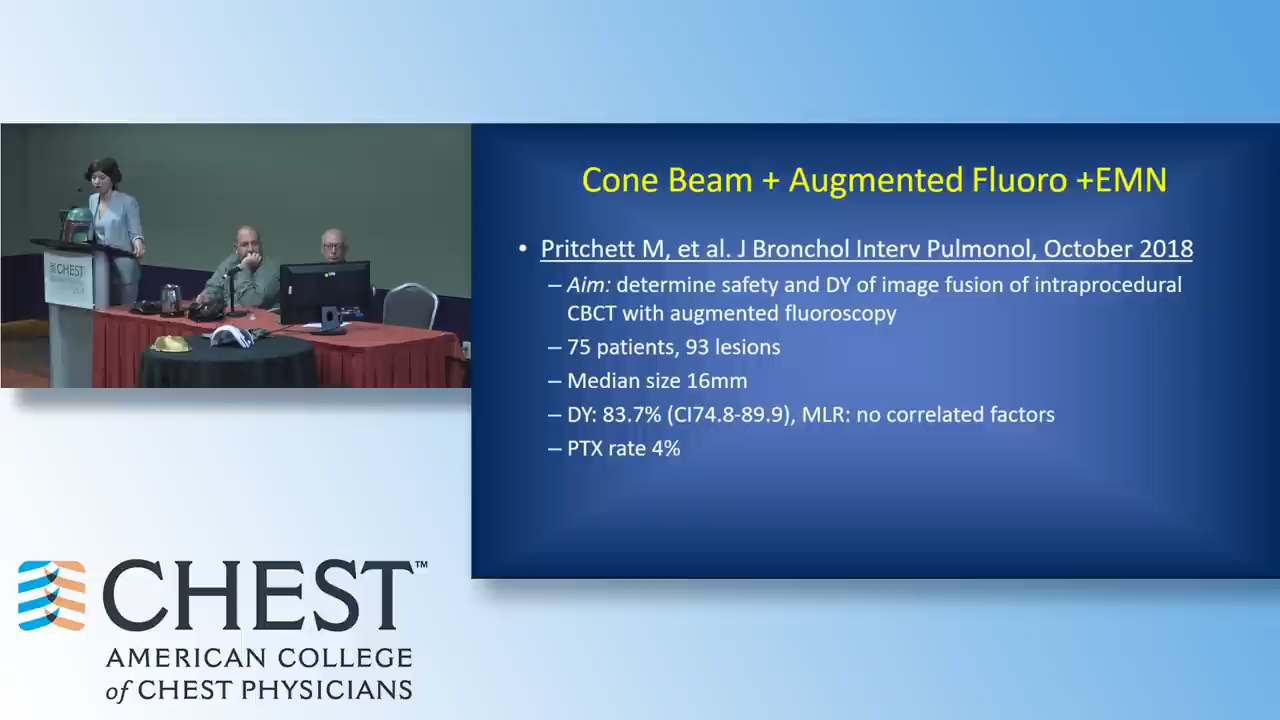 Cone Beam + Augmented Fluoro +EMN
• Pritchett M, et al. J Bronchol Interv Pulmonol, October 2018
– Aim: determine safety and DY of image fusion of intraprocedural
CBCT with augmented fluoroscopy
– 75 patients, 93 lesions
– Median size 16mm
– DY: 83.7% (CI74.8-89.9), MLR: no correlated factors
– PTX rate 4%
CHEST
CHEST™
AMERICAN COLLEGE
of CHEST PHYSICIANS